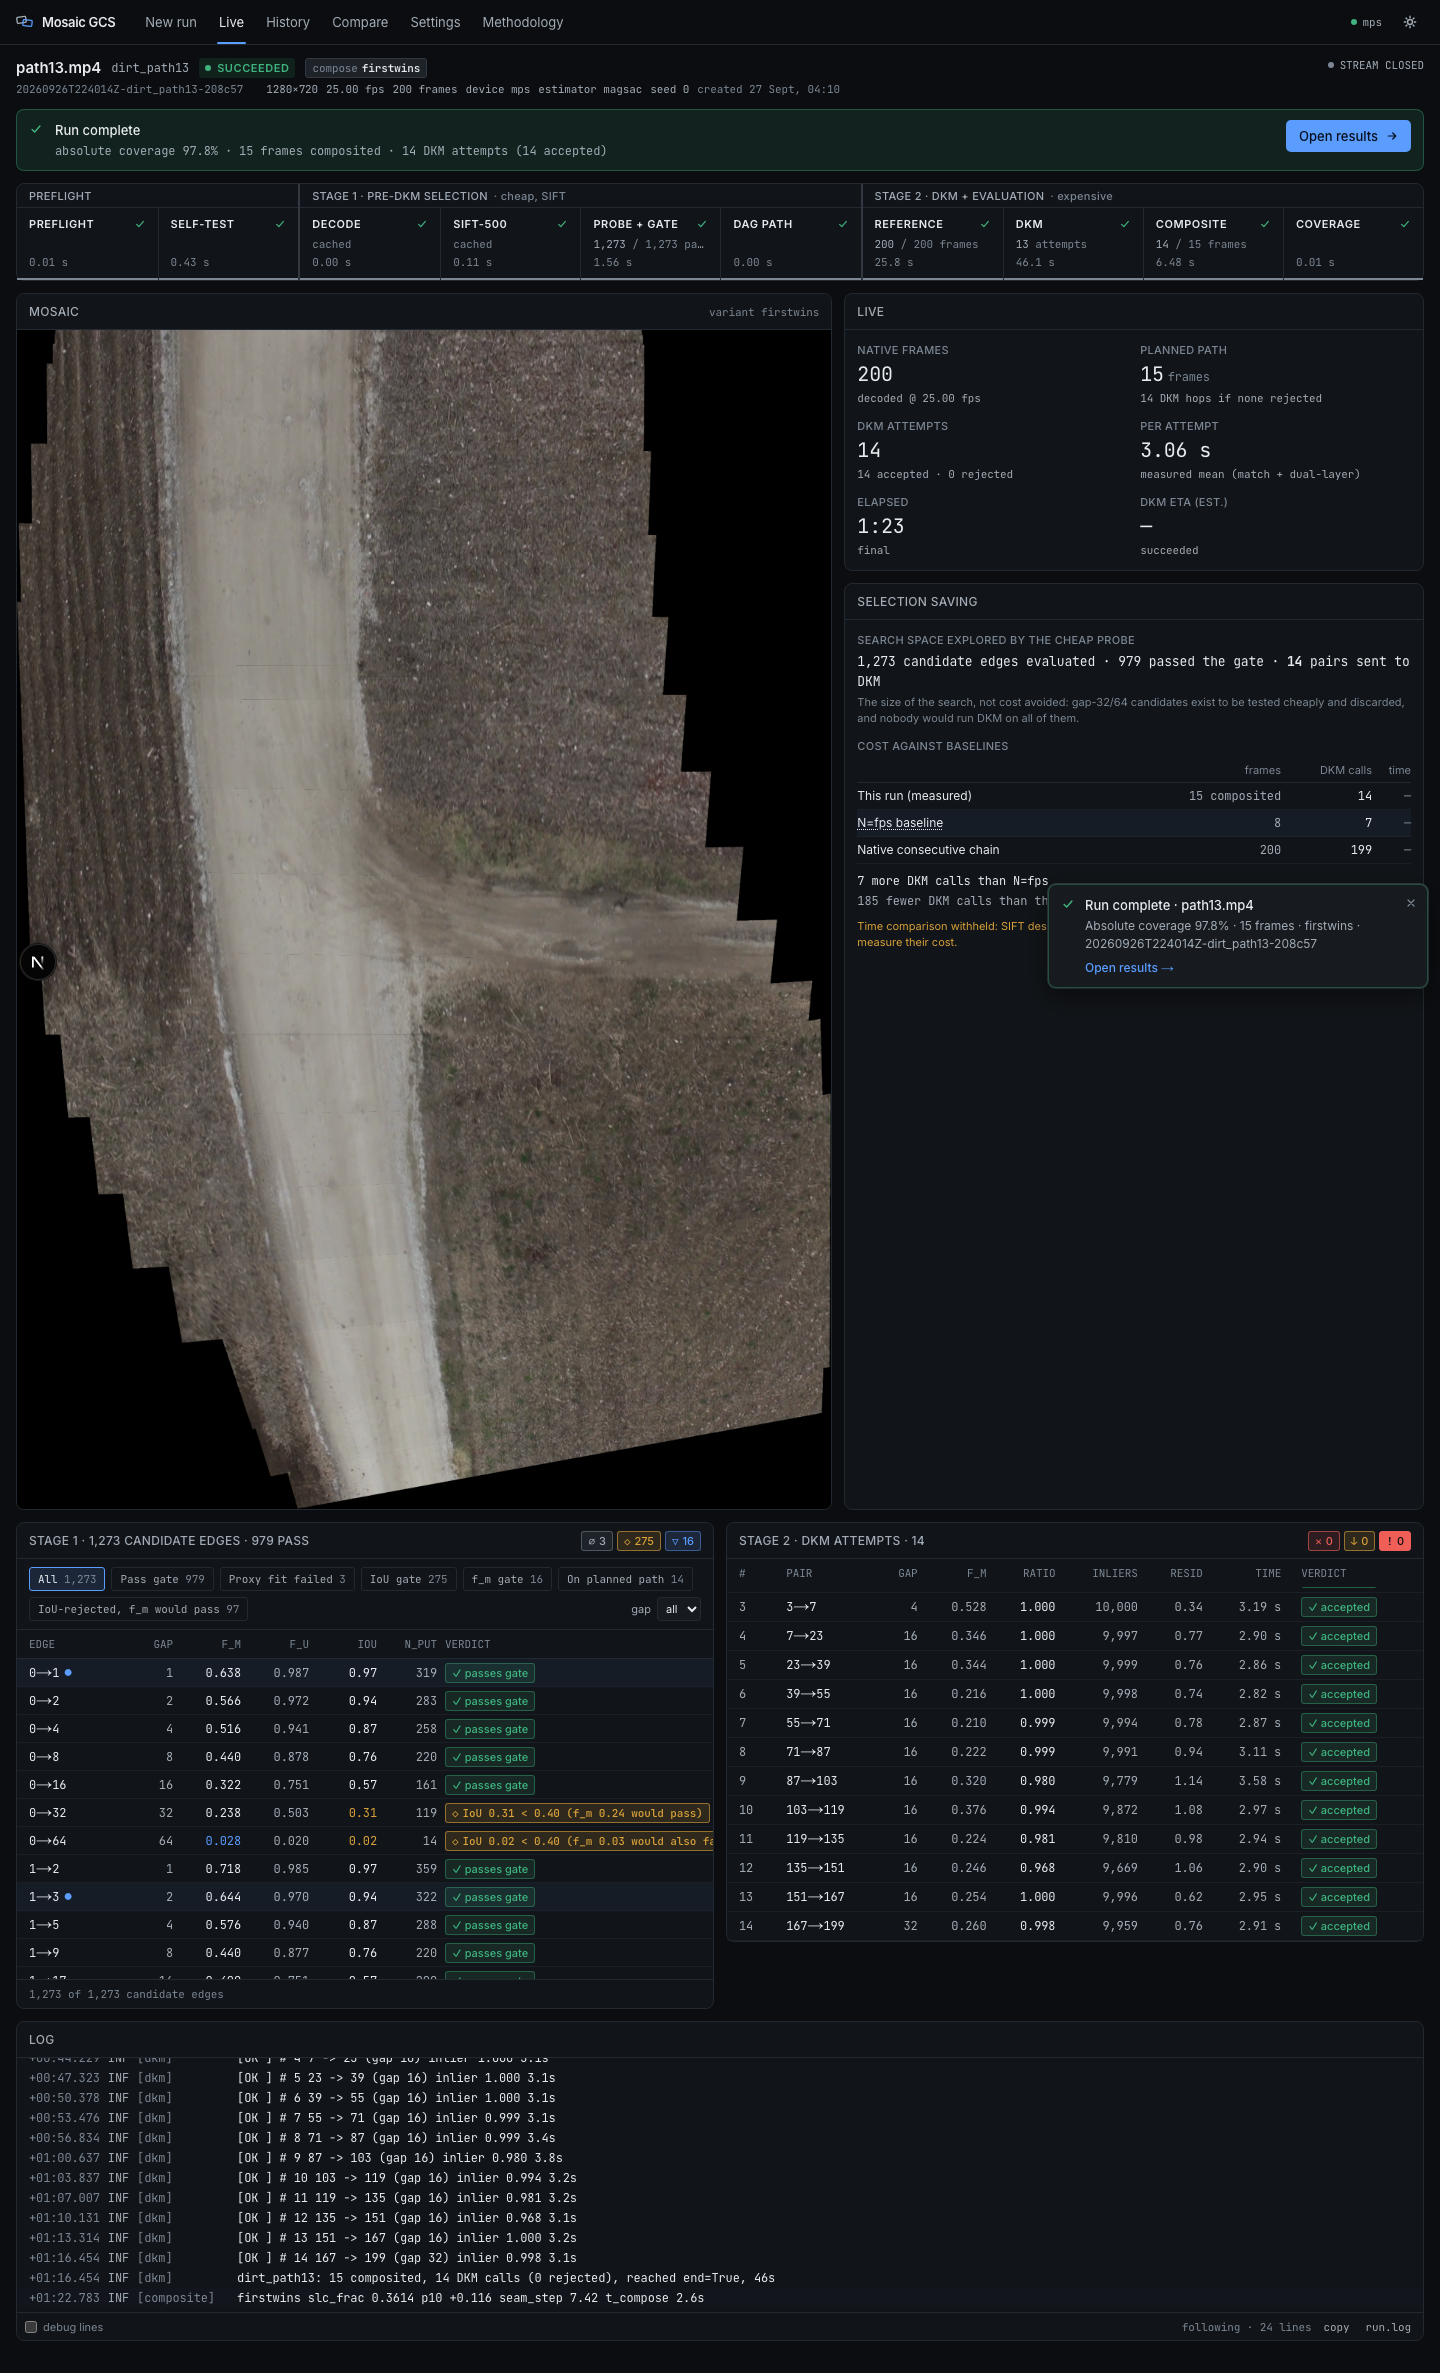 Mosaic GCS New run Live History Compare Settings Methodology mps
path13.mp4 dirt_path13 SUCCEEDED compose firstwins STREAM CLOSED
20260926T224014Z-dirt_path13-208c57 1280×720 25.00 fps 200 frames device mps estimator magsac seed 0 created 27 Sept, 04:10
Run complete
absolute coverage 97.8% · 15 frames composited · 14 DKM attempts (14 accepted)
Open results →
PREFLIGHT STAGE 1 · PRE-DKM SELECTION · cheap, SIFT STAGE 2 · DKM + EVALUATION · expensive
PREFLIGHT ✓ SELF-TEST ✓ DECODE ✓ SIFT-500 ✓ PROBE + GATE ✓ DAG PATH ✓ REFERENCE ✓ DKM ✓ COMPOSITE ✓ COVERAGE ✓
cached cached 1,273 / 1,273 pa… 200 / 200 frames 13 attempts 14 / 15 frames
0.01 s 0.43 s 0.00 s 0.11 s 1.56 s 0.00 s 25.8 s 46.1 s 6.48 s 0.01 s
MOSAIC variant firstwins
N
LIVE
NATIVE FRAMES PLANNED PATH
200 15 frames
decoded @ 25.00 fps 14 DKM hops if none rejected
DKM ATTEMPTS PER ATTEMPT
14 3.06 s
14 accepted · 0 rejected measured mean (match + dual-layer)
ELAPSED DKM ETA (EST.)
1:23 —
final succeeded
SELECTION SAVING
SEARCH SPACE EXPLORED BY THE CHEAP PROBE
1,273 candidate edges evaluated · 979 passed the gate · 14 pairs sent to
DKM
The size of the search, not cost avoided: gap-32/64 candidates exist to be tested cheaply and discarded,
and nobody would run DKM on all of them.
COST AGAINST BASELINES
frames DKM calls time
This run (measured) 15 composited 14 —
N=fps baseline 8 7 —
Native consecutive chain 200 199 —
7 more DKM calls than N=fps
185 fewer DKM calls than th
Time comparison withheld: SIFT des
measure their cost.
Run complete · path13.mp4 ×
Absolute coverage 97.8% · 15 frames · firstwins ·
20260926T224014Z-dirt_path13-208c57
Open results →
STAGE 1 · 1,273 CANDIDATE EDGES · 979 PASS ⌀ 3 ◇ 275 ▽ 16
All 1,273 Pass gate 979 Proxy fit failed 3 IoU gate 275 f_m gate 16 On planned path 14
IoU-rejected, f_m would pass 97 gap all
EDGE GAP F_M F_U IOU N_PUT VERDICT
0→1 ● 1 0.638 0.987 0.97 319 ✓ passes gate
0→2 2 0.566 0.972 0.94 283 ✓ passes gate
0→4 4 0.516 0.941 0.87 258 ✓ passes gate
0→8 8 0.440 0.878 0.76 220 ✓ passes gate
0→16 16 0.322 0.751 0.57 161 ✓ passes gate
0→32 32 0.238 0.503 0.31 119 ◇ IoU 0.31 < 0.40 (f_m 0.24 would pass)
0→64 64 0.028 0.020 0.02 14 ◇ IoU 0.02 < 0.40 (f_m 0.03 would also fa
1→2 1 0.718 0.985 0.97 359 ✓ passes gate
1→3 ● 2 0.644 0.970 0.94 322 ✓ passes gate
1→5 4 0.576 0.940 0.87 288 ✓ passes gate
1→9 8 0.440 0.877 0.76 220 ✓ passes gate
1,273 of 1,273 candidate edges
STAGE 2 · DKM ATTEMPTS · 14 × 0 ↓ 0 ! 0
# PAIR GAP F_M RATIO INLIERS RESID TIME VERDICT
3 3→7 4 0.528 1.000 10,000 0.34 3.19 s ✓ accepted
4 7→23 16 0.346 1.000 9,997 0.77 2.90 s ✓ accepted
5 23→39 16 0.344 1.000 9,999 0.76 2.86 s ✓ accepted
6 39→55 16 0.216 1.000 9,998 0.74 2.82 s ✓ accepted
7 55→71 16 0.210 0.999 9,994 0.78 2.87 s ✓ accepted
8 71→87 16 0.222 0.999 9,991 0.94 3.11 s ✓ accepted
9 87→103 16 0.320 0.980 9,779 1.14 3.58 s ✓ accepted
10 103→119 16 0.376 0.994 9,872 1.08 2.97 s ✓ accepted
11 119→135 16 0.224 0.981 9,810 0.98 2.94 s ✓ accepted
12 135→151 16 0.246 0.968 9,669 1.06 2.90 s ✓ accepted
13 151→167 16 0.254 1.000 9,996 0.62 2.95 s ✓ accepted
14 167→199 32 0.260 0.998 9,959 0.76 2.91 s ✓ accepted
LOG
+00:44.229 INF [dkm] [OK ] # 4 7 -> 23 (gap 16) inlier 1.000 3.1s
+00:47.323 INF [dkm] [OK ] # 5 23 -> 39 (gap 16) inlier 1.000 3.1s
+00:50.378 INF [dkm] [OK ] # 6 39 -> 55 (gap 16) inlier 1.000 3.1s
+00:53.476 INF [dkm] [OK ] # 7 55 -> 71 (gap 16) inlier 0.999 3.1s
+00:56.834 INF [dkm] [OK ] # 8 71 -> 87 (gap 16) inlier 0.999 3.4s
+01:00.637 INF [dkm] [OK ] # 9 87 -> 103 (gap 16) inlier 0.980 3.8s
+01:03.837 INF [dkm] [OK ] # 10 103 -> 119 (gap 16) inlier 0.994 3.2s
+01:07.007 INF [dkm] [OK ] # 11 119 -> 135 (gap 16) inlier 0.981 3.2s
+01:10.131 INF [dkm] [OK ] # 12 135 -> 151 (gap 16) inlier 0.968 3.1s
+01:13.314 INF [dkm] [OK ] # 13 151 -> 167 (gap 16) inlier 1.000 3.2s
+01:16.454 INF [dkm] [OK ] # 14 167 -> 199 (gap 32) inlier 0.998 3.1s
+01:16.454 INF [dkm] dirt_path13: 15 composited, 14 DKM calls (0 rejected), reached end=True, 46s
+01:22.783 INF [composite] firstwins slc_frac 0.3614 p10 +0.116 seam_step 7.42 t_compose 2.6s
debug lines following · 24 lines copy run.log